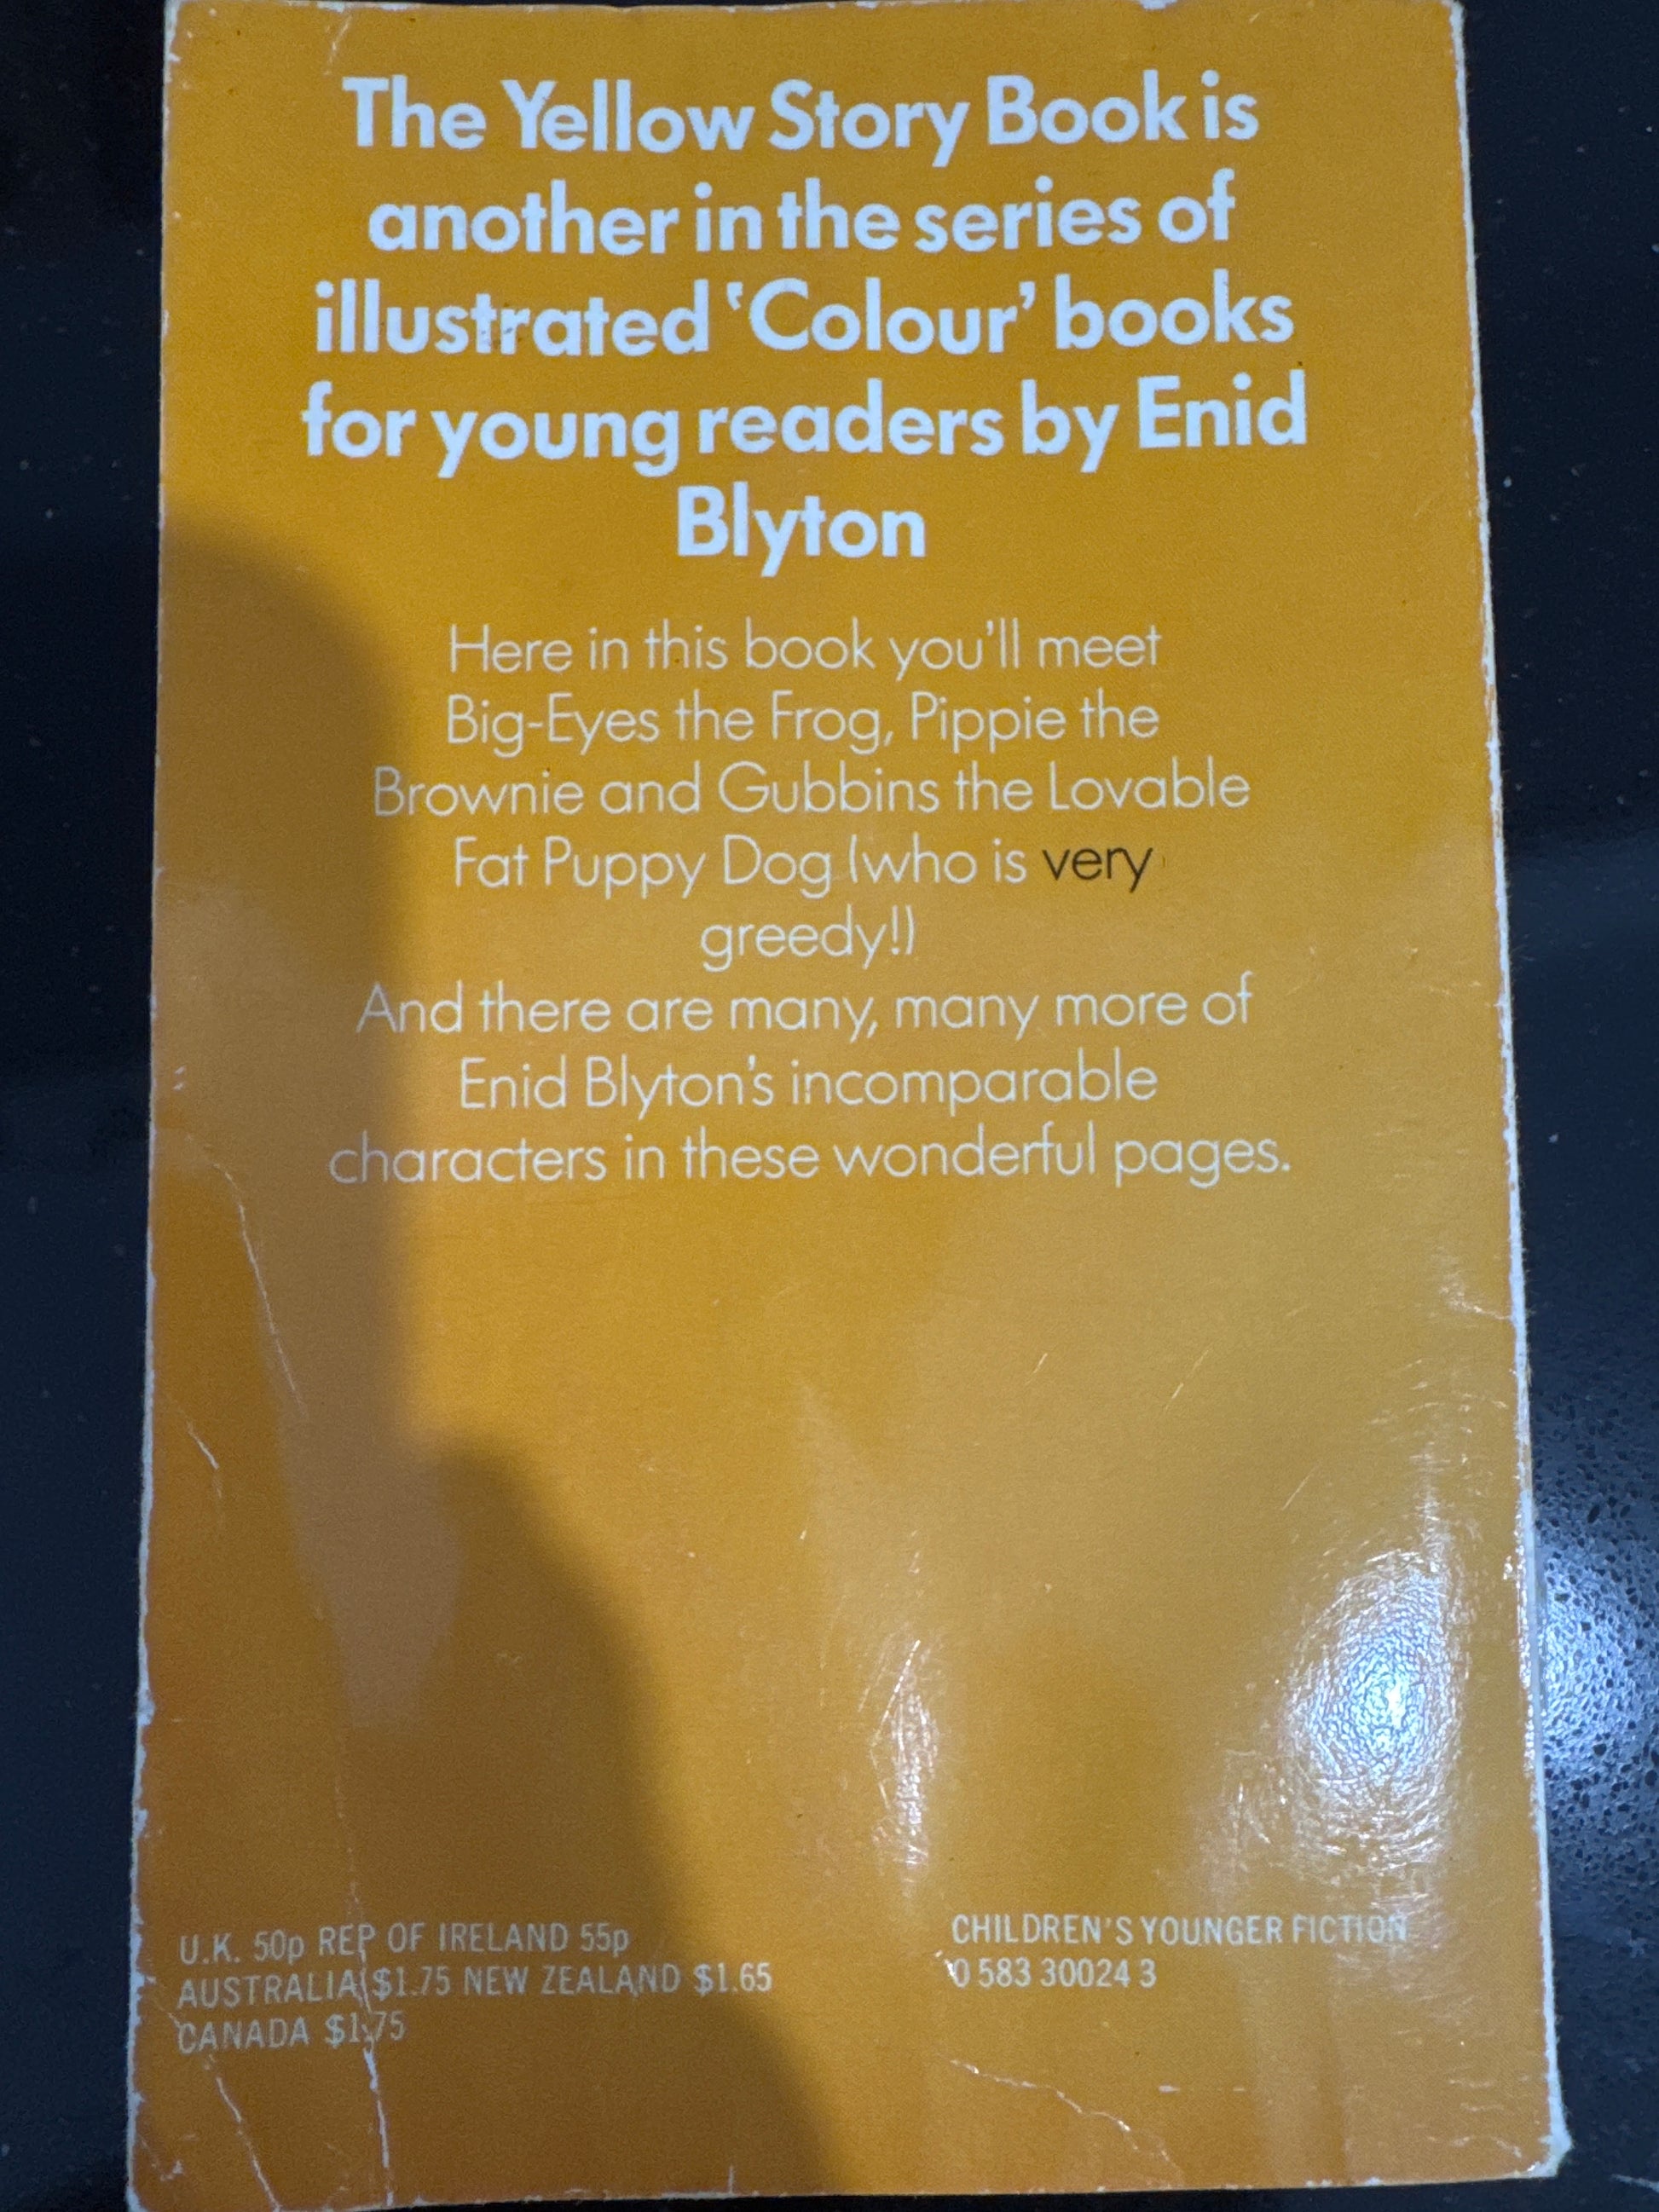 The Yellow Story Book is
another in the series of
illustrated ‘Colour’ books
for young readers by Enid
Blyton
Here in this book you'll meet
Big-Eyes the Frog, Pippie the
Brownie and Gubbins the Lovable
Fat Puppy Dog (who is very
greedy!)
And there are many, many more of
Enid Blyton's incomparable
characters in these wonderful pages.
U.K. 50p REP OF IRELAND 55p
AUSTRALIA $1.75 NEW ZEALAND $1.65
CANADA $1.75
CHILDREN'S YOUNGER FICTION
0 583 30024 3